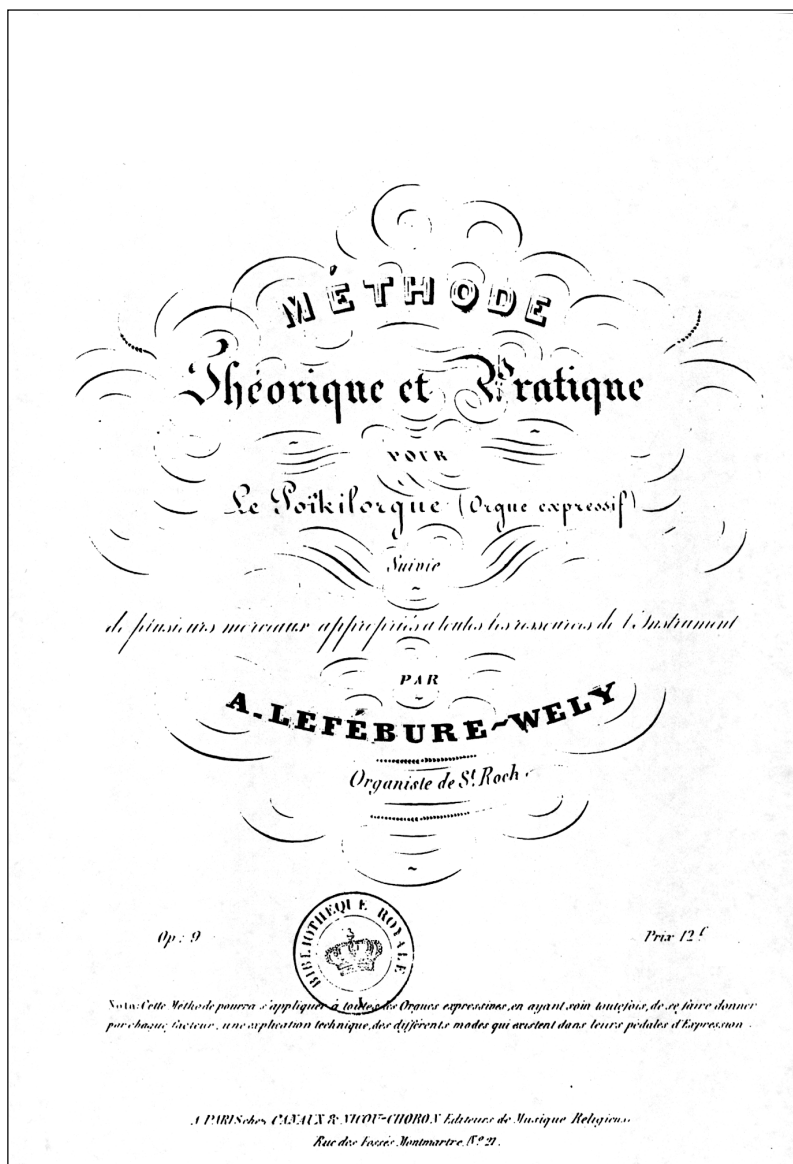 MÉTHODE
Théorique et Pratique
POUR
Le Poïkilorgue (Orgue expressif)
Suivie
de plusieurs morceaux appropriés a toutes les ressources de l'Instrument
PAR
A. LEFÉBURE~WELY
Organiste de St. Roch
Op: 9
BIBLIOTHEQUE ROYALE
Prix 12f
Nota: Cette Méthode pourra s'appliquer à toutes les Orgues expressives, en ayant soin toutefois, de se faire donner
par chaque facteur, une explication technique, des différents modes qui existent dans leurs pédales d'Expression.
A PARIS chez CANAUX & NICOU-CHORON Editeurs de Musique Religieuse
Rue des Fossés Montmartre, No. 21.